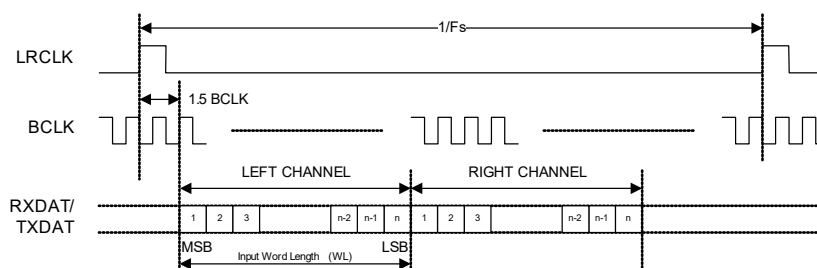 1/Fs
LRCLK
1.5 BCLK
BCLK
LEFT CHANNEL RIGHT CHANNEL
RXDAT/
TXDAT
1 2 3 n-2 n-1 n 1 2 3 n-2 n-1 n
MSB LSB
Input Word Length (WL)